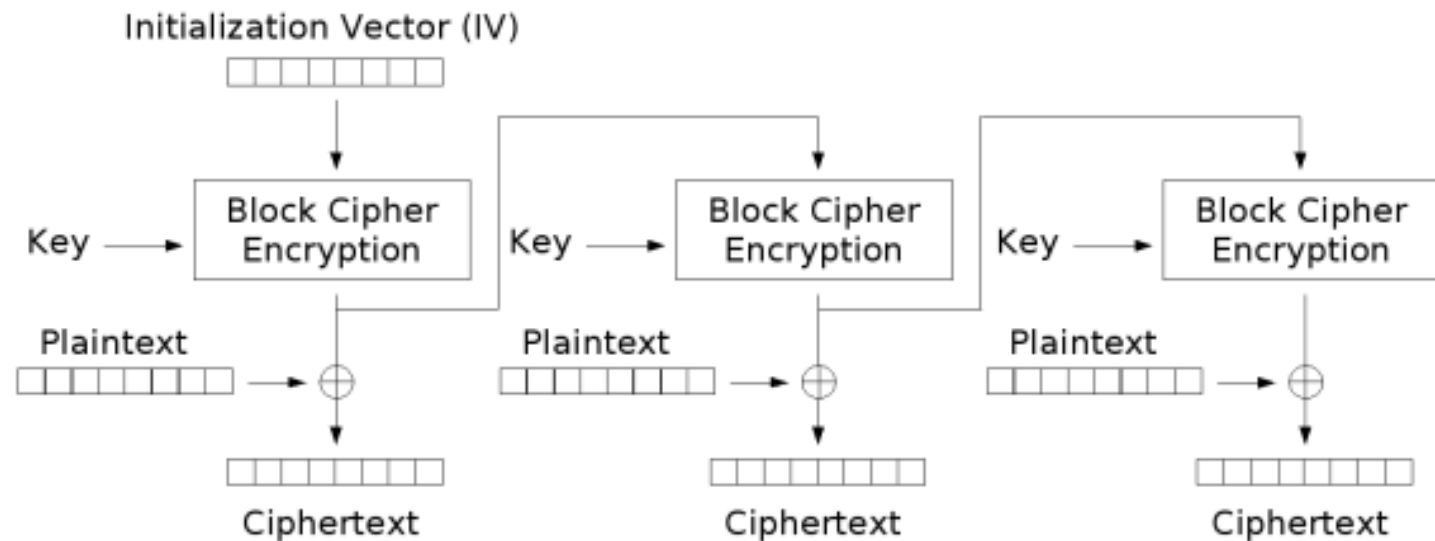 Initialization Vector (IV)
Block Cipher
Encryption
Block Cipher
Encryption
Block Cipher
Encryption
Key
Key
Key
Plaintext
Plaintext
Plaintext
Ciphertext
Ciphertext
Ciphertext